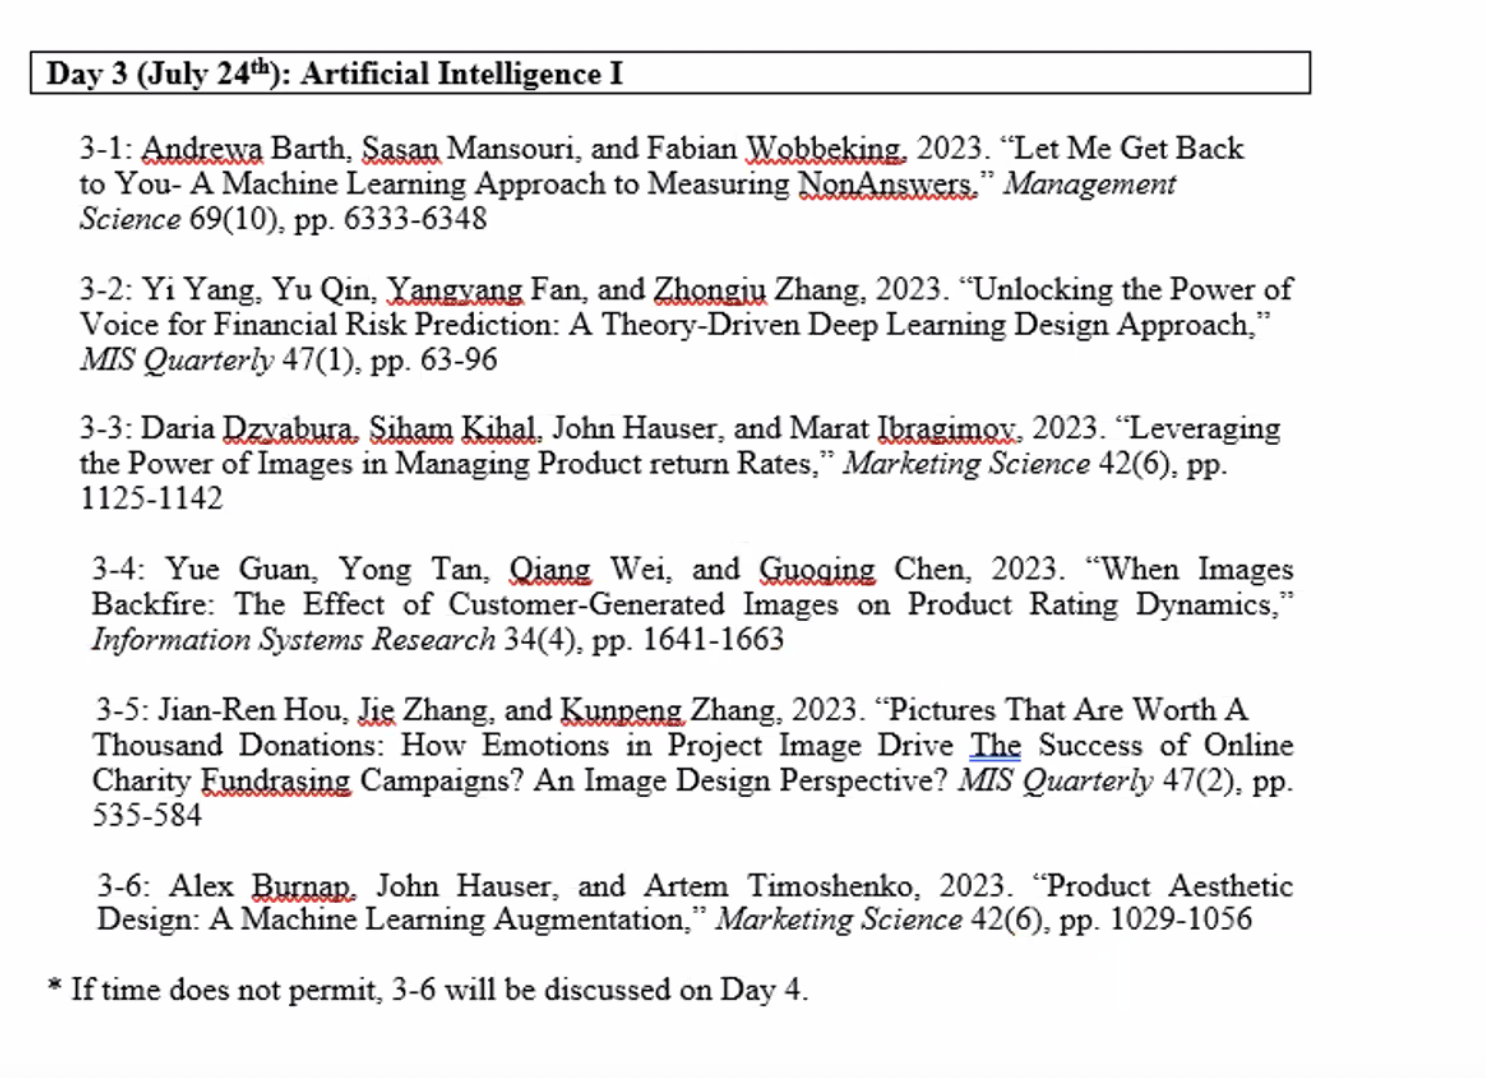 Day 3 (July 24th): Artificial Intelligence I
3-1: Andrewa Barth, Sasan Mansouri, and Fabian Wobbeking, 2023. “Let Me Get Back
to You- A Machine Learning Approach to Measuring NonAnswers,” Management
Science 69(10), pp. 6333-6348
3-2: Yi Yang, Yu Qin, Yangyang Fan, and Zhongju Zhang, 2023. “Unlocking the Power of
Voice for Financial Risk Prediction: A Theory-Driven Deep Learning Design Approach,”
MIS Quarterly 47(1), pp. 63-96
3-3: Daria Dzyabura, Siham Kihal, John Hauser, and Marat Ibragimov, 2023. “Leveraging
the Power of Images in Managing Product return Rates,” Marketing Science 42(6), pp.
1125-1142
3-4: Yue Guan, Yong Tan, Qiang Wei, and Guoqing Chen, 2023. “When Images
Backfire: The Effect of Customer-Generated Images on Product Rating Dynamics,”
Information Systems Research 34(4), pp. 1641-1663
3-5: Jian-Ren Hou, Jie Zhang, and Kunpeng Zhang, 2023. “Pictures That Are Worth A
Thousand Donations: How Emotions in Project Image Drive The Success of Online
Charity Fundrasing Campaigns? An Image Design Perspective? MIS Quarterly 47(2), pp.
535-584
3-6: Alex Burnap, John Hauser, and Artem Timoshenko, 2023. “Product Aesthetic
Design: A Machine Learning Augmentation,” Marketing Science 42(6), pp. 1029-1056
* If time does not permit, 3-6 will be discussed on Day 4.